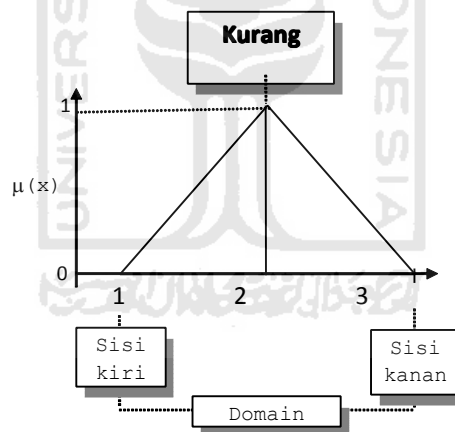 Kurang
1
μ(x)
0
1 2 3
Sisi
kiri
Sisi
kanan
Domain